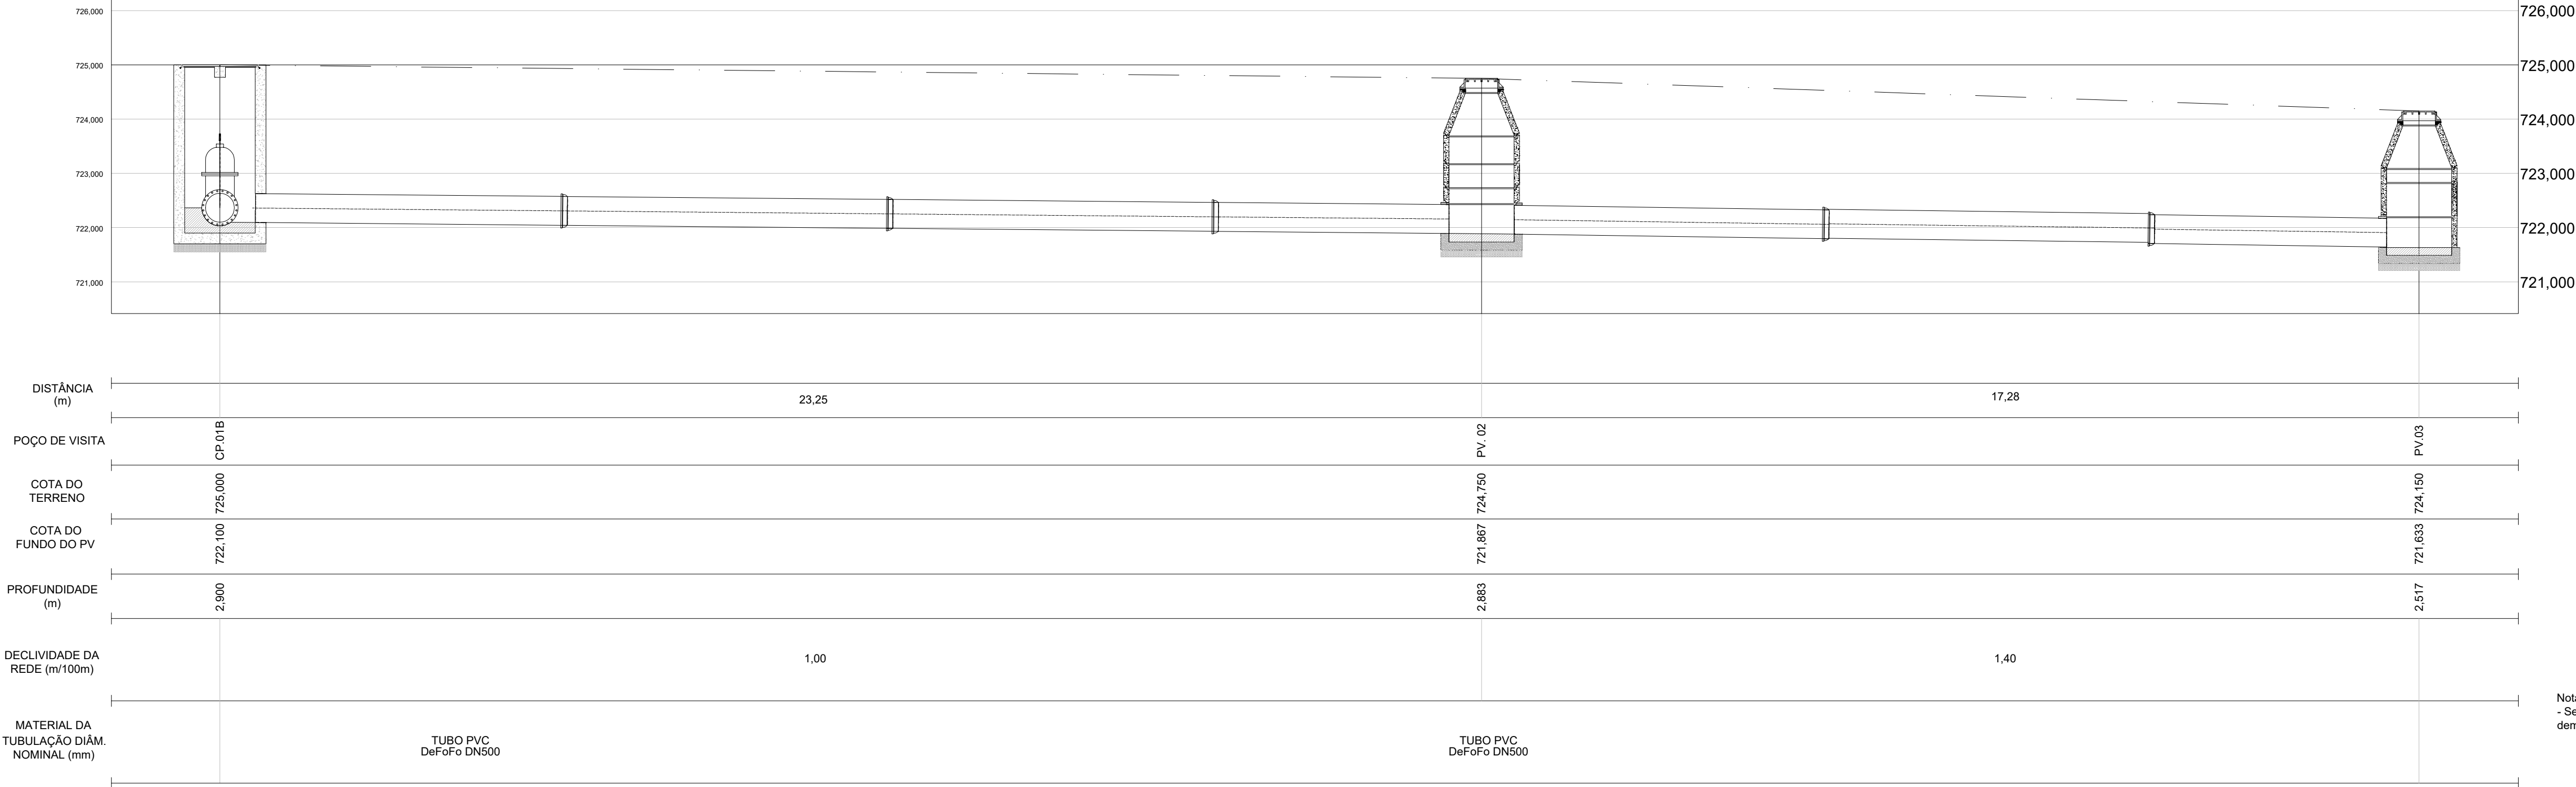 726,000
726,000
725,000
725,000
724,000
724,000
723,000
723,000
722,000
722,000
721,000
721,000
DISTÂNCIA
(m)
23,25
17,28
POÇO DE VISITA
CP.01B
PV. 02
PV.03
COTA DO
TERRENO
725,000
724,750
724,150
COTA DO
FUNDO DO PV
722,100
721,867
721,633
PROFUNDIDADE
(m)
2,900
2,883
2,517
DECLIVIDADE DA
REDE (m/100m)
1,00
1,40
MATERIAL DA
TUBULAÇÃO DIÂM.
NOMINAL (mm)
TUBO PVC
DeFoFo DN500
TUBO PVC
DeFoFo DN500